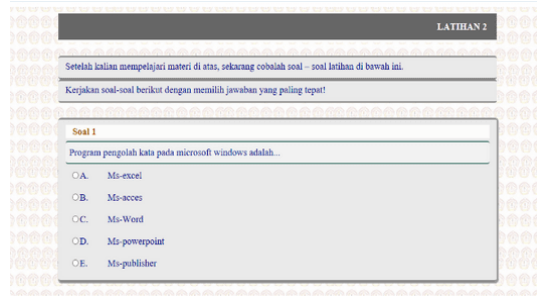 LATIHAN 2
Setelah kalian mempelajari materi di atas, sekarang cobalah soal – soal latihan di bawah ini.
Kerjakan soal-soal berikut dengan memilih jawaban yang paling tepat!
Soal 1
Program pengolah kata pada microsoft windows adalah...
A. Ms-excel
B. Ms-acces
C. Ms-Word
D. Ms-powerpoint
E. Ms-publisher